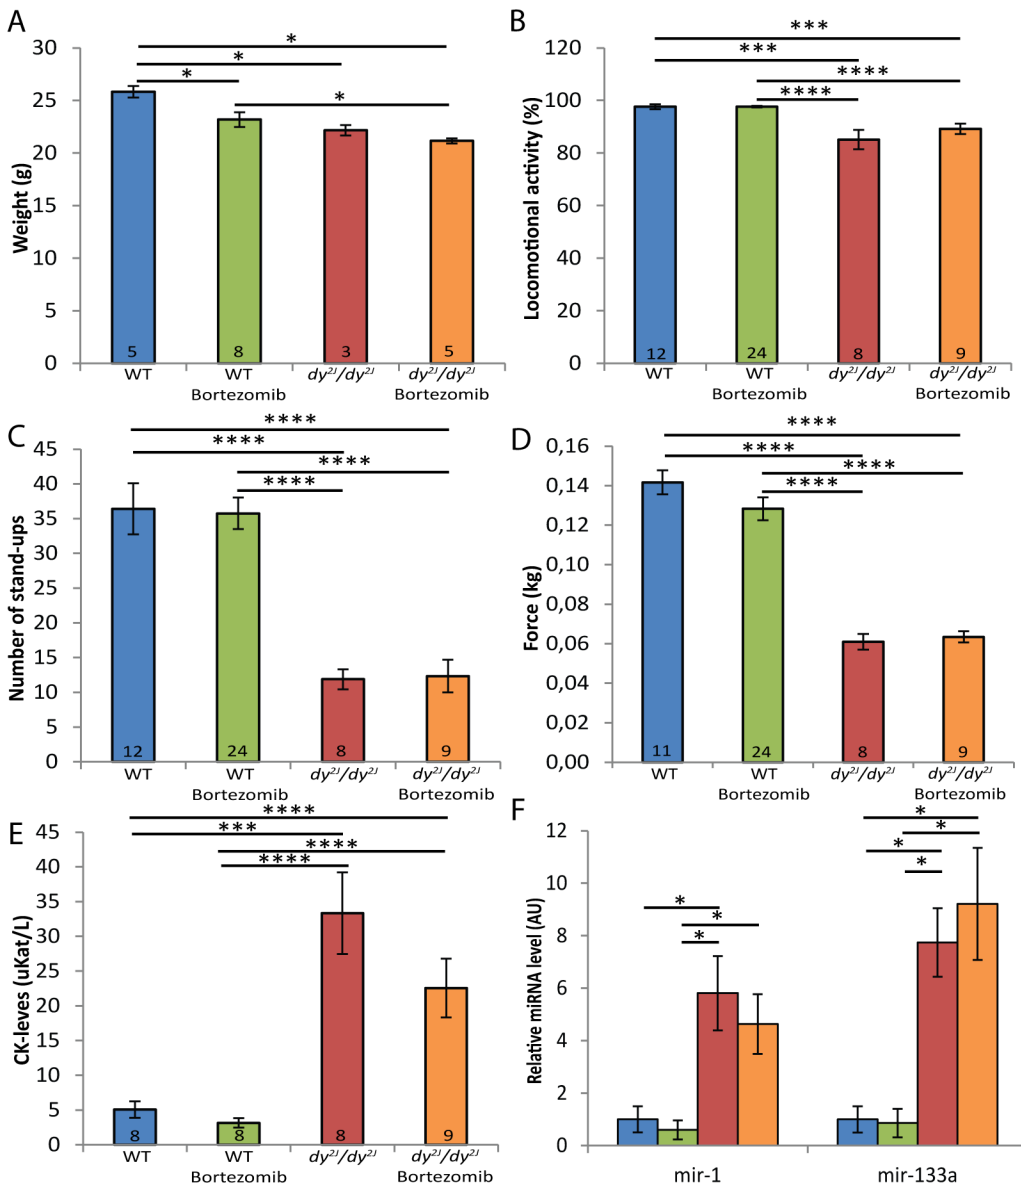 A
Weight (g)
30
25
20
15
10
5
0
*
*
*
*
5
8
3
5
WT
WT
dy²ᴶ/dy²ᴶ
dy²ᴶ/dy²ᴶ
Bortezomib
Bortezomib
B
Locomotional activity (%)
120
100
80
60
40
20
0
***
***
****
****
12
24
8
9
WT
WT
dy²ᴶ/dy²ᴶ
dy²ᴶ/dy²ᴶ
Bortezomib
Bortezomib
C
Number of stand-ups
45
40
35
30
25
20
15
10
5
0
****
****
****
****
12
24
8
9
WT
WT
dy²ᴶ/dy²ᴶ
dy²ᴶ/dy²ᴶ
Bortezomib
Bortezomib
D
Force (kg)
0,16
0,14
0,12
0,10
0,08
0,06
0,04
0,02
0,00
****
****
****
****
11
24
8
9
WT
WT
dy²ᴶ/dy²ᴶ
dy²ᴶ/dy²ᴶ
Bortezomib
Bortezomib
E
CK-leves (uKat/L)
45
40
35
30
25
20
15
10
5
0
****
***
****
****
8
8
8
9
WT
WT
dy²ᴶ/dy²ᴶ
dy²ᴶ/dy²ᴶ
Bortezomib
Bortezomib
F
Relative miRNA level (AU)
12
10
8
6
4
2
0
*
*
*
*
*
*
*
mir-1
mir-133a